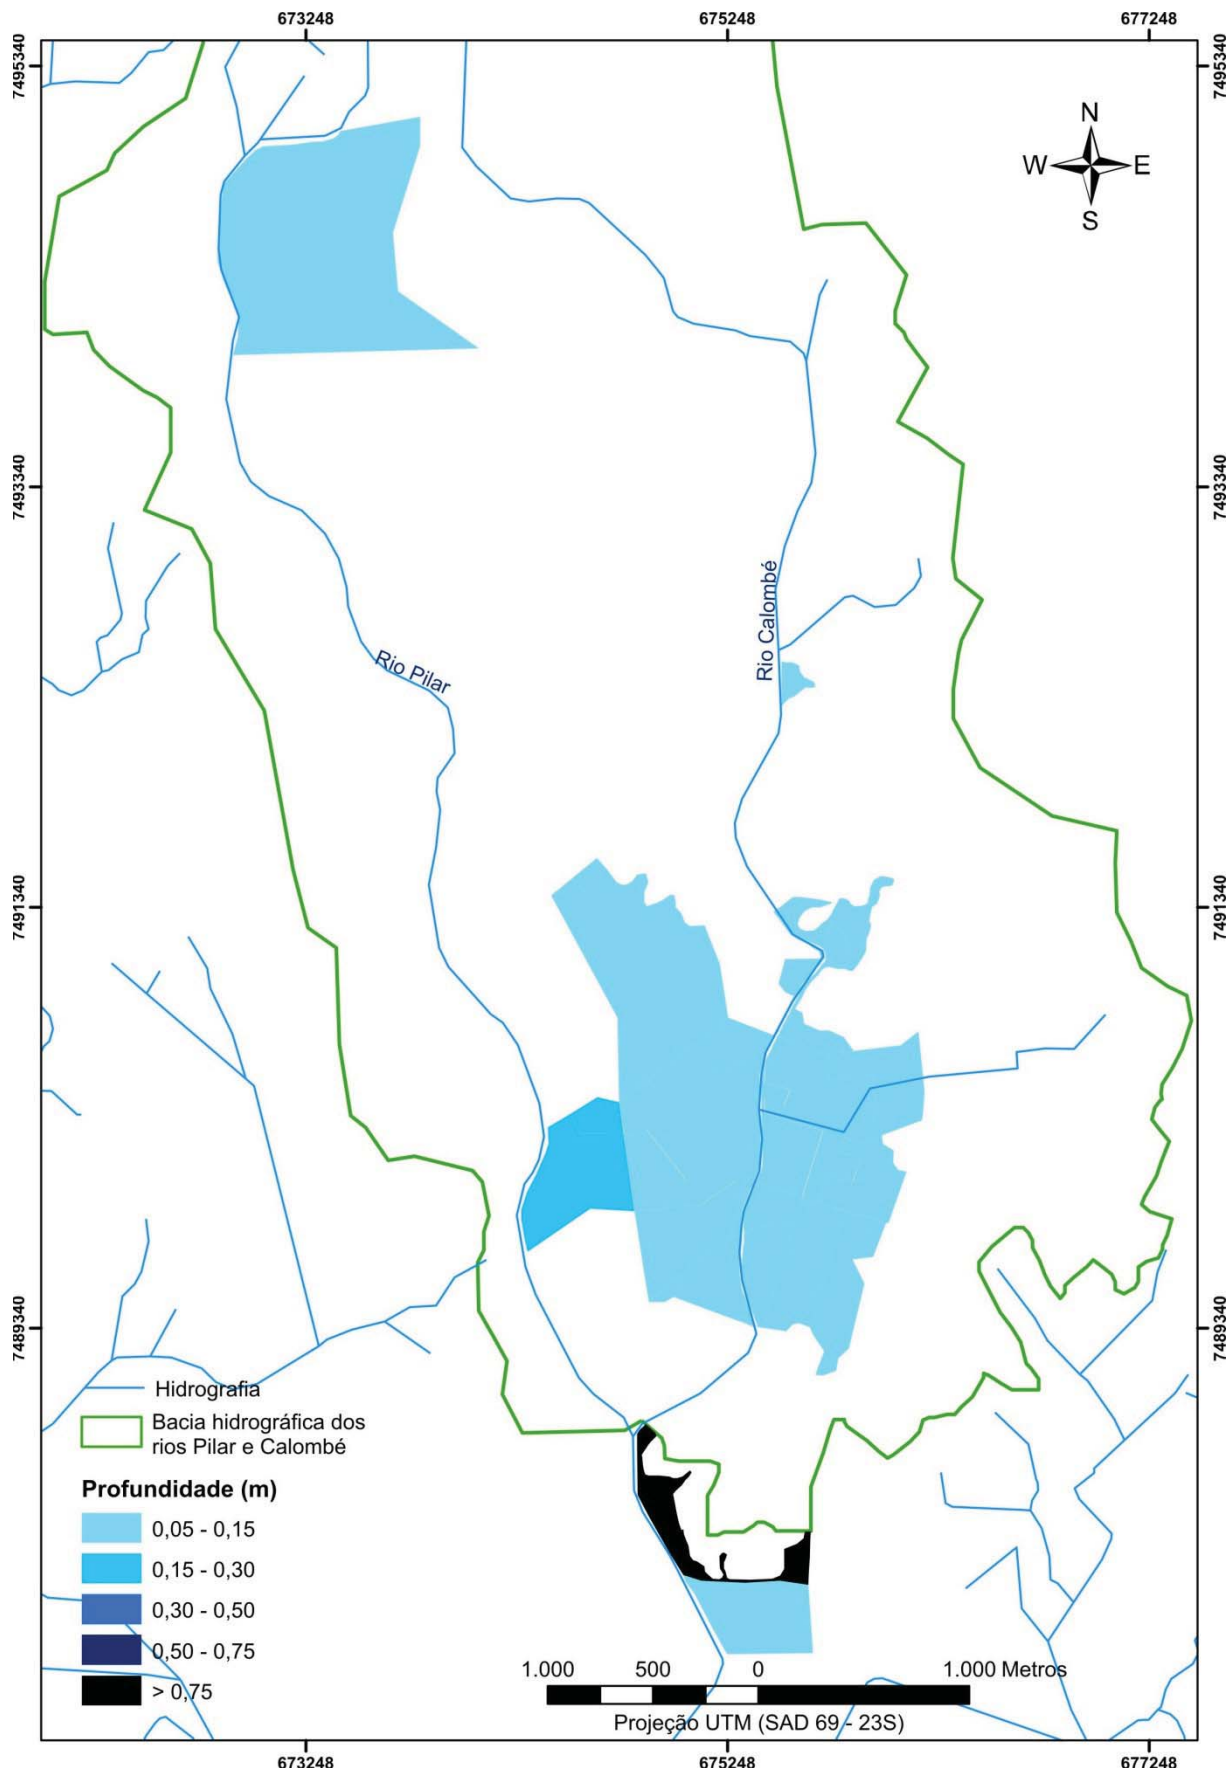 673248
675248
677248
7495340
7495340
N
W
E
S
7493340
7493340
Rio Calombé
Rio Pilar
7491340
7491340
7489340
7489340
Hidrografia
Bacia hidrográfica dos
rios Pilar e Calombé
Profundidade (m)
0,05 - 0,15
0,15 - 0,30
0,30 - 0,50
0,50 - 0,75
> 0,75
1.000 500 0 1.000 Metros
Projeção UTM (SAD 69 - 23S)
673248
675248
677248